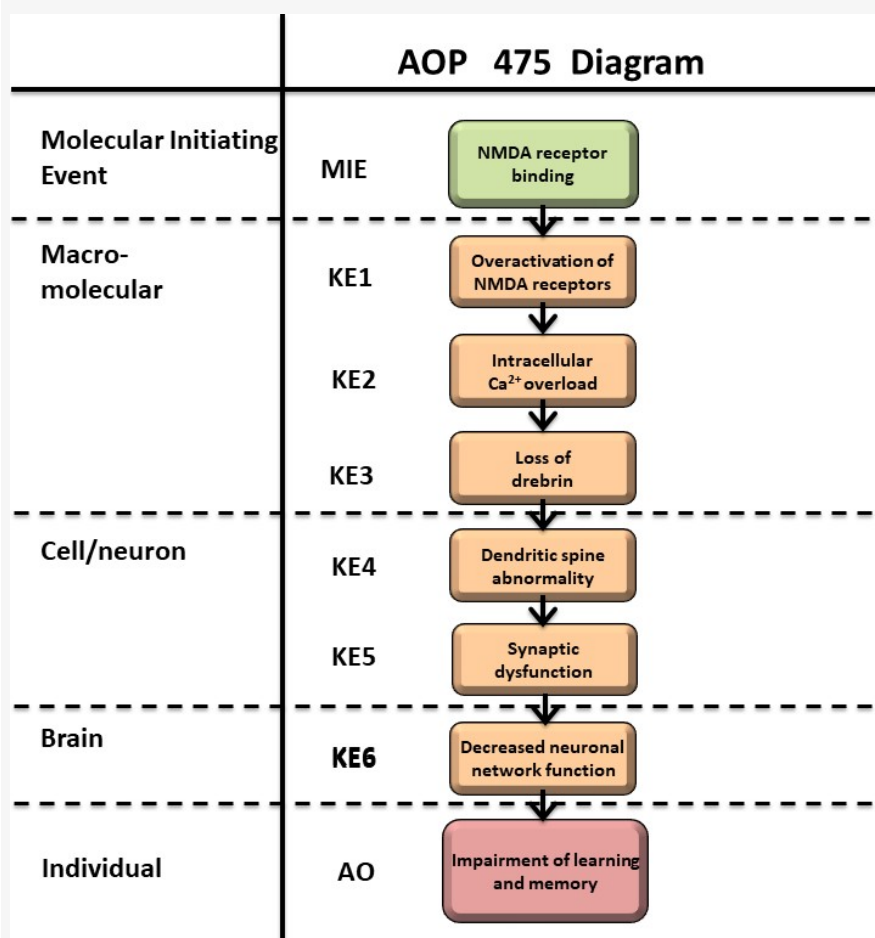 AOP 475 Diagram
Molecular Initiating
Event
MIE
NMDA receptor
binding
Macro-
molecular
KE1
Overactivation of
NMDA receptors
KE2
Intracellular
Ca²⁺ overload
KE3
Loss of
drebrin
Cell/neuron
KE4
Dendritic spine
abnormality
KE5
Synaptic
dysfunction
Brain
KE6
Decreased neuronal
network function
Individual
AO
Impairment of learning
and memory